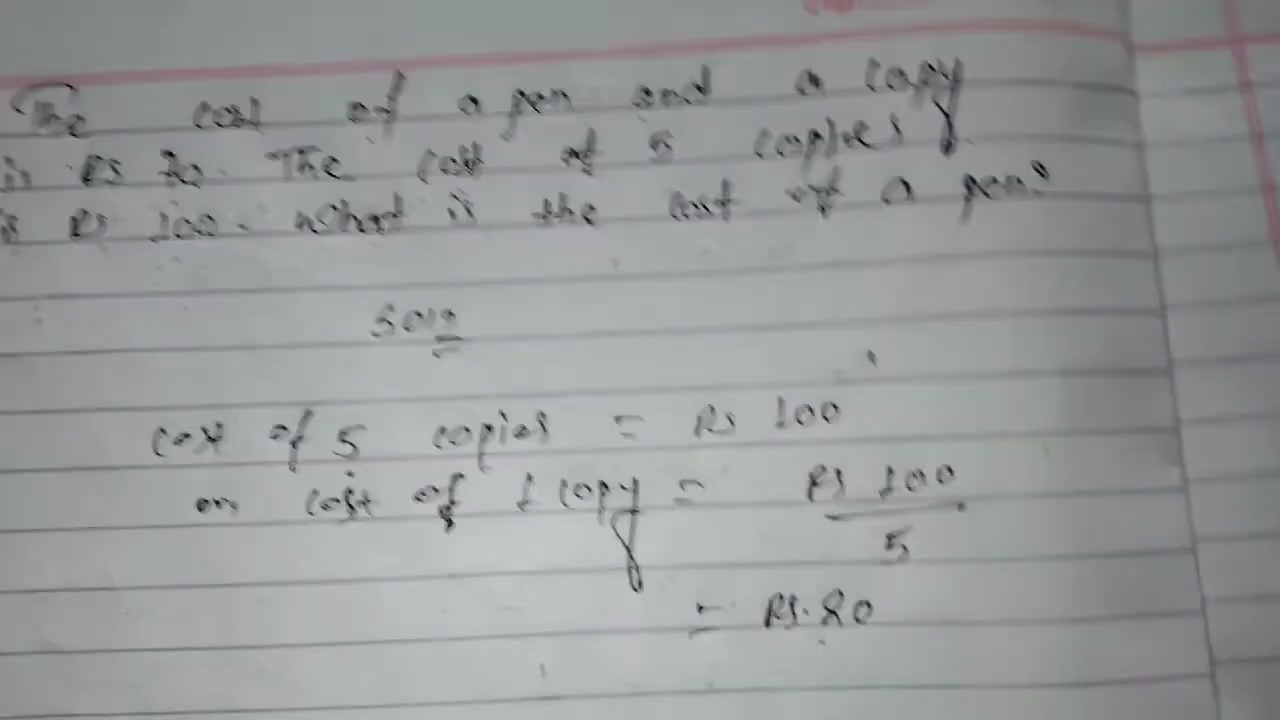 The cost of a pen and a copy
is RS 30. The cost of 5 copies
is Rs 100. What is the cost of a pen?
Soln
cost of 5 copies = Rs 100
on cost of 1 copy = Rs 100
5
= Rs. 20